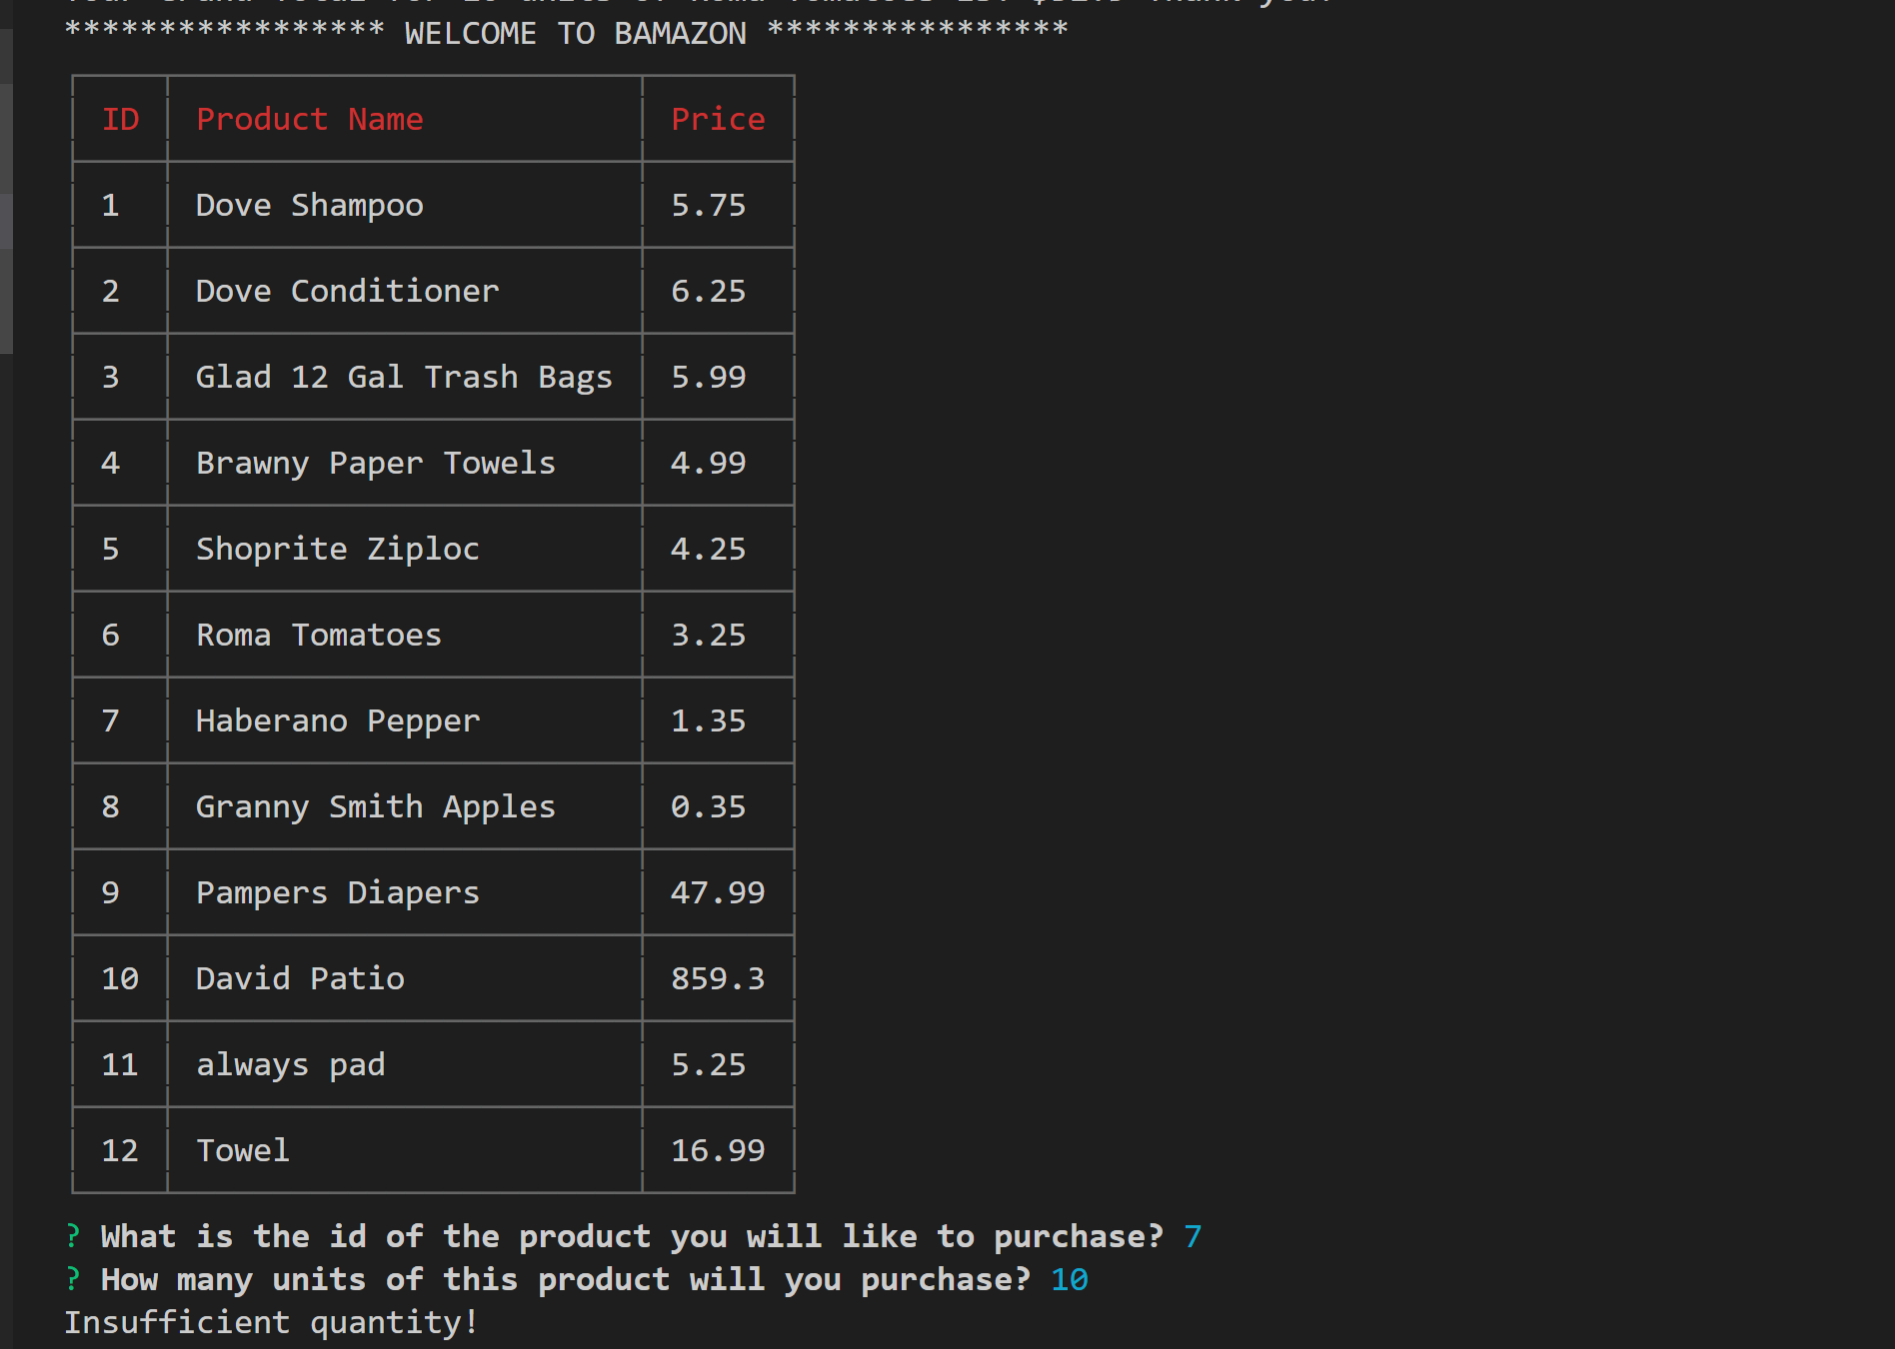 ***************** WELCOME TO BAMAZON ****************
ID Product Name Price
1 Dove Shampoo 5.75
2 Dove Conditioner 6.25
3 Glad 12 Gal Trash Bags 5.99
4 Brawny Paper Towels 4.99
5 Shoprite Ziploc 4.25
6 Roma Tomatoes 3.25
7 Haberano Pepper 1.35
8 Granny Smith Apples 0.35
9 Pampers Diapers 47.99
10 David Patio 859.3
11 always pad 5.25
12 Towel 16.99
? What is the id of the product you will like to purchase? 7
? How many units of this product will you purchase? 10
Insufficient quantity!